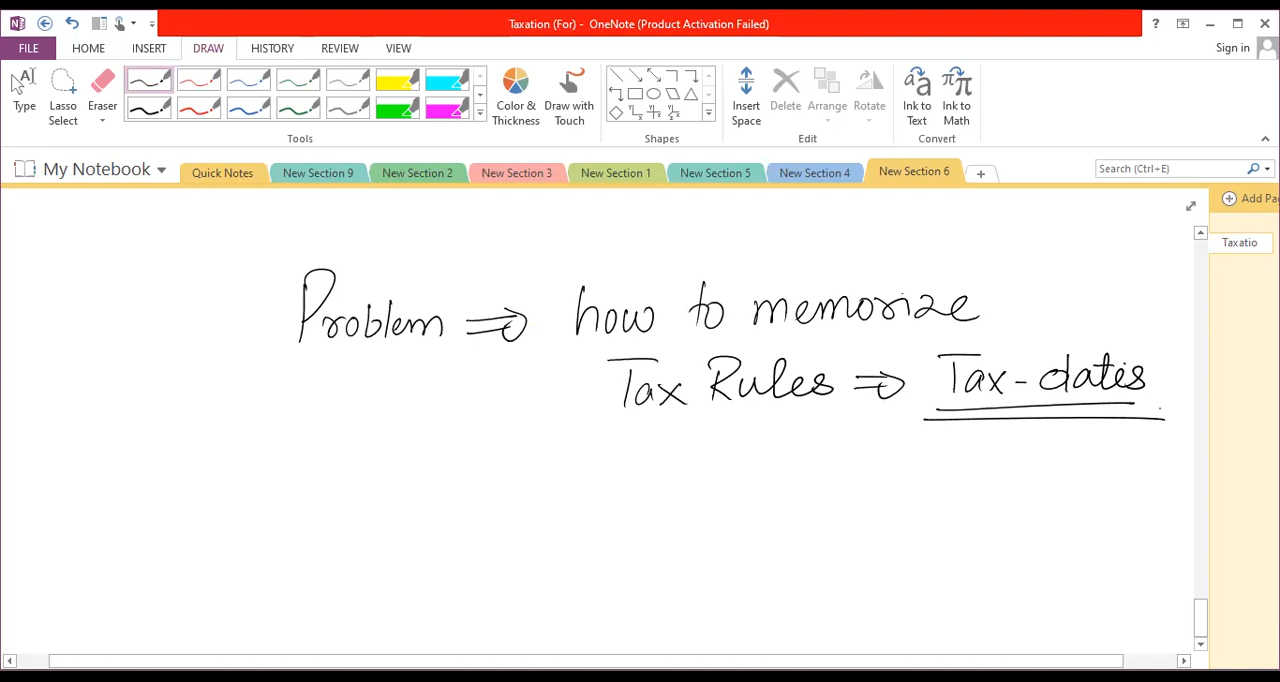 Taxation (For) - OneNote (Product Activation Failed)
Sign in
FILE HOME INSERT DRAW HISTORY REVIEW VIEW
Type Lasso Select Eraser Color & Thickness Draw with Touch Insert Space Delete Arrange Rotate Ink to Text Ink to Math
Tools Shapes Edit Convert
My Notebook Quick Notes New Section 9 New Section 2 New Section 3 New Section 1 New Section 5 New Section 4 New Section 6 Search (Ctrl+E)
Add Pa
Taxatio
Problem ⇒ how to memorize
Tax Rules ⇒ Tax-dates